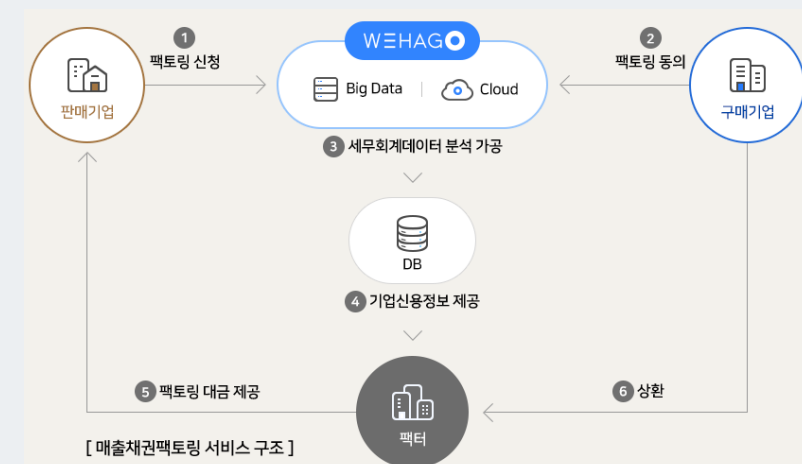 1
팩토링 신청
WEHAGO
2
팩토링 동의
판매기업
Big Data | Cloud
구매기업
3 세무회계데이터 분석 가공
DB
4 기업신용정보 제공
5 팩토링 대금 제공
6 상환
팩터
[ 매출채권팩토링 서비스 구조 ]